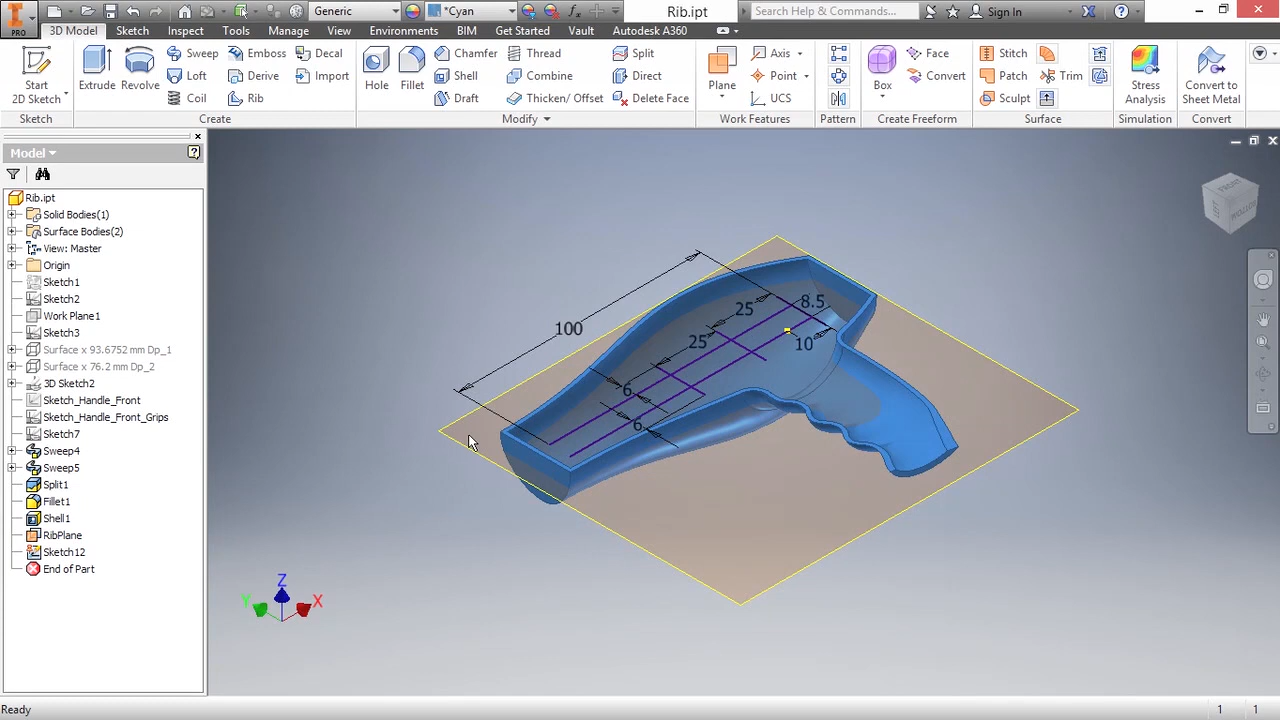 PRO
Generic
*Cyan
Rib.ipt
Search Help & Commands...
Sign In
3D Model
Sketch
Inspect
Tools
Manage
View
Environments
BIM
Get Started
Vault
Autodesk A360
Start
2D Sketch
Extrude
Revolve
Sweep
Loft
Coil
Emboss
Derive
Rib
Decal
Import
Hole
Fillet
Chamfer
Shell
Draft
Thread
Combine
Thicken/ Offset
Split
Direct
Delete Face
Plane
Axis
Point
UCS
Box
Face
Convert
Stitch
Patch
Sculpt
Trim
Stress
Analysis
Convert to
Sheet Metal
Sketch
Create
Modify
Work Features
Pattern
Create Freeform
Surface
Simulation
Convert
Model
Rib.ipt
Solid Bodies(1)
Surface Bodies(2)
View: Master
Origin
Sketch1
Sketch2
Work Plane1
Sketch3
Surface x 93.6752 mm Dp_1
Surface x 76.2 mm Dp_2
3D Sketch2
Sketch_Handle_Front
Sketch_Handle_Front_Grips
Sketch7
Sweep4
Sweep5
Split1
Fillet1
Shell1
RibPlane
Sketch12
End of Part
FRONT
BOTTOM
100
25
8.5
25
10
6
6
Z
Y
X
Ready
1
1